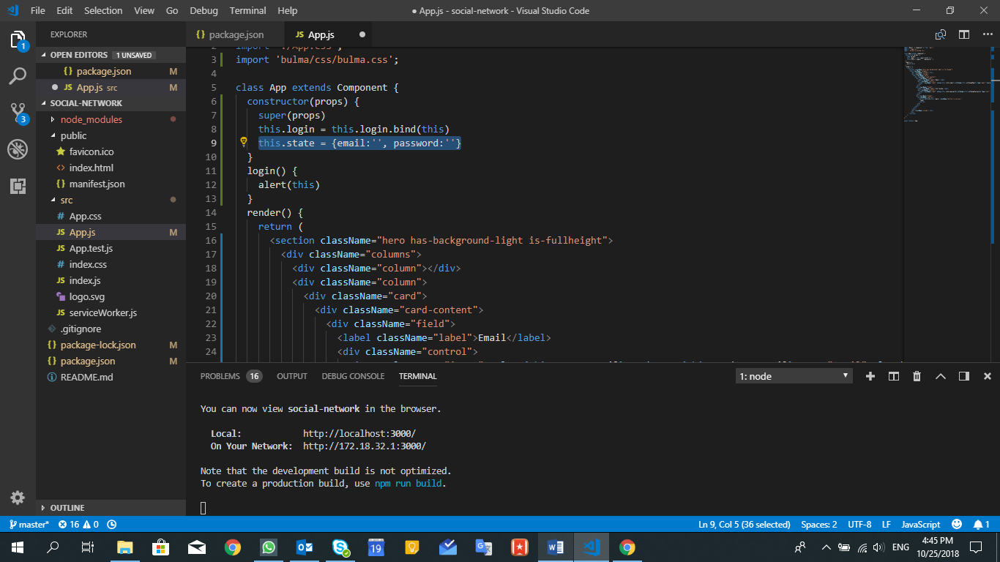 File Edit Selection View Go Debug Terminal Help
● App.js - social-network - Visual Studio Code
EXPLORER
OPEN EDITORS 1 UNSAVED
{} package.json M
JS App.js src M
SOCIAL-NETWORK
node_modules
public
favicon.ico
<> index.html
{} manifest.json
src
# App.css
JS App.js M
JS App.test.js
# index.css
JS index.js
logo.svg
JS serviceWorker.js
.gitignore
{} package-lock.json M
{} package.json M
README.md
OUTLINE
1
3
{} package.json
JS App.js
2 import './App.css';
3 import 'bulma/css/bulma.css';
4
5 class App extends Component {
6 constructor(props) {
7 super(props)
8 this.login = this.login.bind(this)
9 this.state = {email:'', password:''}
10 }
11 login() {
12 alert(this)
13 }
14 render() {
15 return (
16 <section className="hero has-background-light is-fullheight">
17 <div className="columns">
18 <div className="column"></div>
19 <div className="column">
20 <div className="card">
21 <div className="card-content">
22 <div className="field">
23 <label className="label">Email</label>
24 <div className="control">
PROBLEMS 16 OUTPUT DEBUG CONSOLE TERMINAL
1: node
You can now view social-network in the browser.
Local: http://localhost:3000/
On Your Network: http://172.18.32.1:3000/
Note that the development build is not optimized.
To create a production build, use npm run build.
master* 16 0
Ln 9, Col 5 (36 selected) Spaces: 2 UTF-8 LF JavaScript 1
19
ENG
4:45 PM
10/25/2018